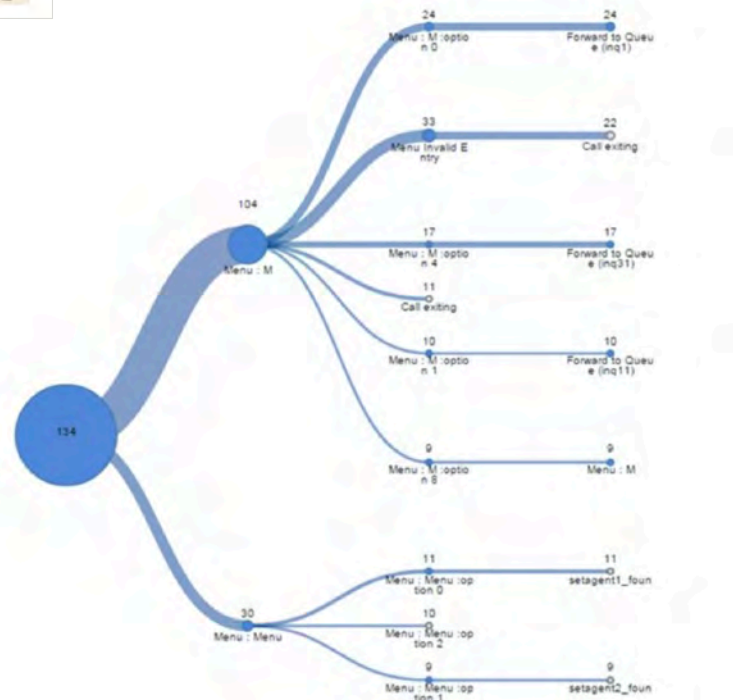 24
Menu : M :optio
n 0
24
Forward to Queu
e (inq1)
33
Menu Invalid E
ntry
22
Call exiting
104
Menu : M
17
Menu : M :optio
n 4
17
Forward to Queu
e (inq31)
11
Call exiting
10
Menu : M :optio
n 1
10
Forward to Queu
e (inq11)
134
9
Menu : M :optio
n 8
9
Menu : M
11
Menu : Menu :op
tion 0
11
setagent1_foun
30
Menu : Menu
10
Menu : Menu :op
tion 2
9
Menu : Menu :op
tion 1
9
setagent2_foun